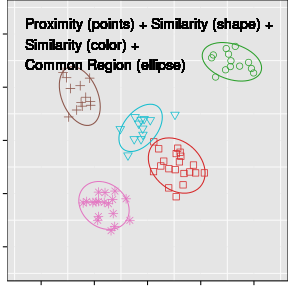 Proximity (points) + Similarity (shape) +
Similarity (color) +
Common Region (ellipse)